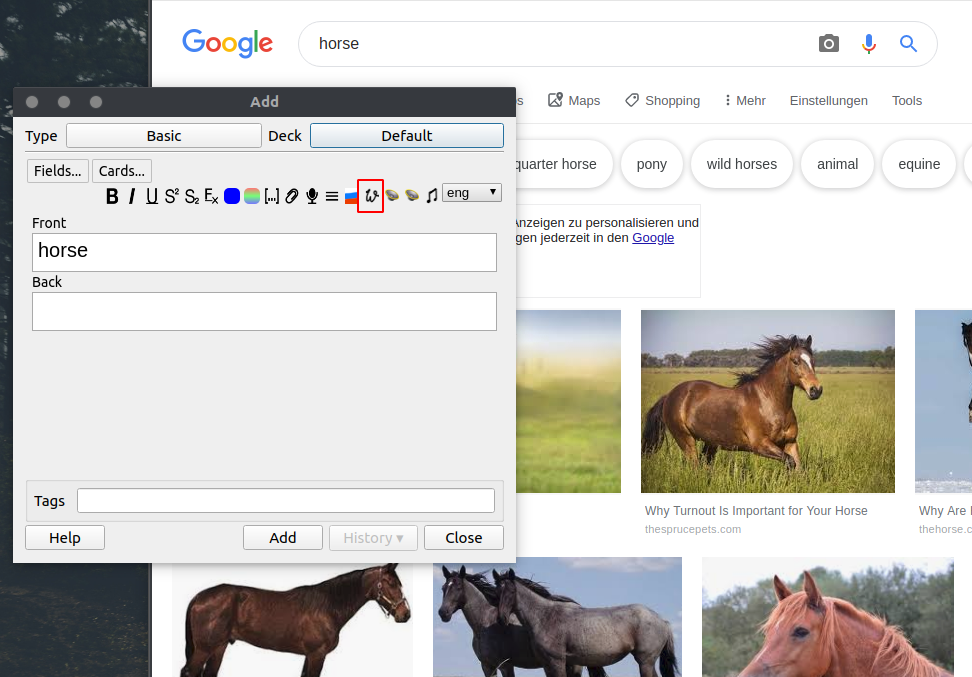 Google
horse
Maps
Shopping
Mehr
Einstellungen
Tools
quarter horse
pony
wild horses
animal
equine
Anzeigen zu personalisieren und
gen jederzeit in den Google
Why Turnout Is Important for Your Horse
thesprucepets.com
Why Are
thehorse.c
Add
Type
Basic
Deck
Default
Fields...
Cards...
B I U S² S₂ Ex [...] eng
Front
horse
Back
Tags
Help
Add
History ▾
Close